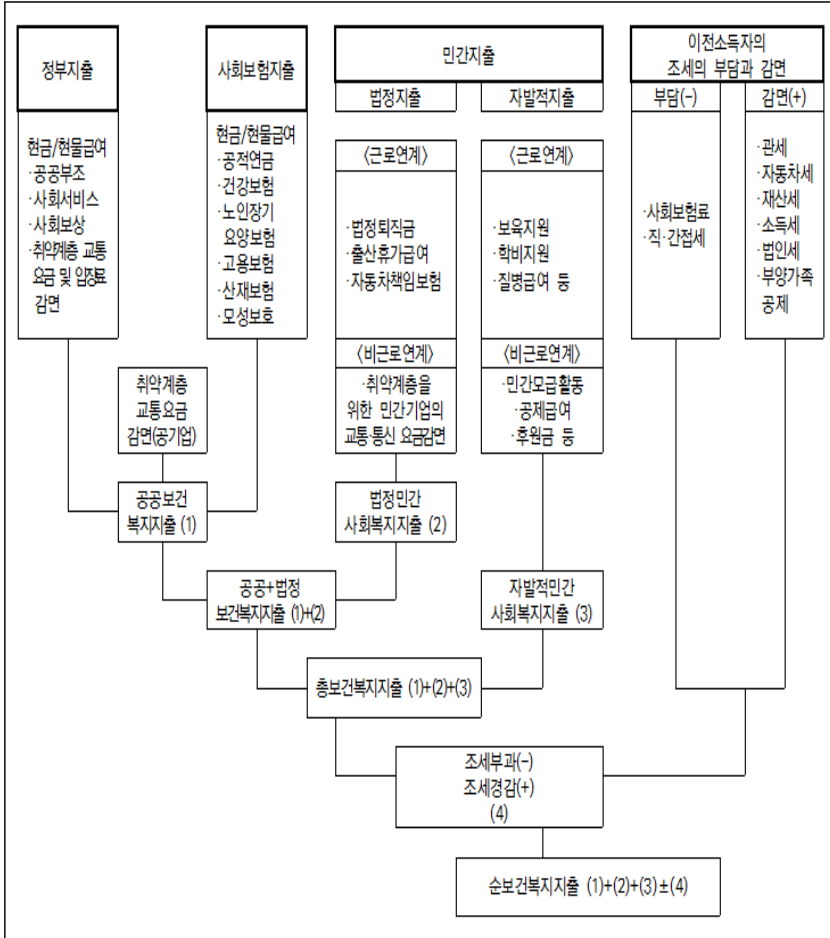 정부지출
사회보험지출
민간지출
이전소득자의
조세의 부담과 감면
법정지출
자발적지출
부담(-)
감면(+)
현금/현물급여
·공공부조
·사회서비스
·사회보상
·취약계층 교통
요금 및 입장료
감면
현금/현물급여
·공적연금
·건강보험
·노인장기
요양보험
·고용보험
·산재보험
·모성보호
〈근로연계〉
·법정퇴직금
·출산휴가급여
·자동차책임보험
〈근로연계〉
·보육지원
·학비지원
·질병급여 등
·사회보험료
·직·간접세
·관세
·자동차세
·재산세
·소득세
·법인세
·부양가족
공제
〈비근로연계〉
·취약계층을
위한 민간기업의
교통·통신 요금감면
〈비근로연계〉
·민간모급활동
·공제급여
·후원금 등
취약계층
교통요금
감면(공기업)
공공보건
복지지출 (1)
법정민간
사회복지지출 (2)
공공+법정
보건복지지출 (1)+(2)
자발적민간
사회복지지출 (3)
총보건복지지출 (1)+(2)+(3)
조세부과(-)
조세경감(+)
(4)
순보건복지지출 (1)+(2)+(3)±(4)